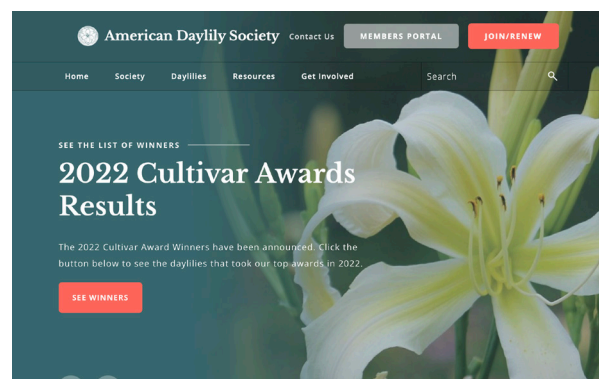 American Daylily Society
Contact Us
MEMBERS PORTAL
JOIN/RENEW
Home
Society
Daylilies
Resources
Get Involved
Search
SEE THE LIST OF WINNERS
2022 Cultivar Awards
Results
The 2022 Cultivar Award Winners have been announced. Click the
button below to see the daylilies that took our top awards in 2022.
SEE WINNERS